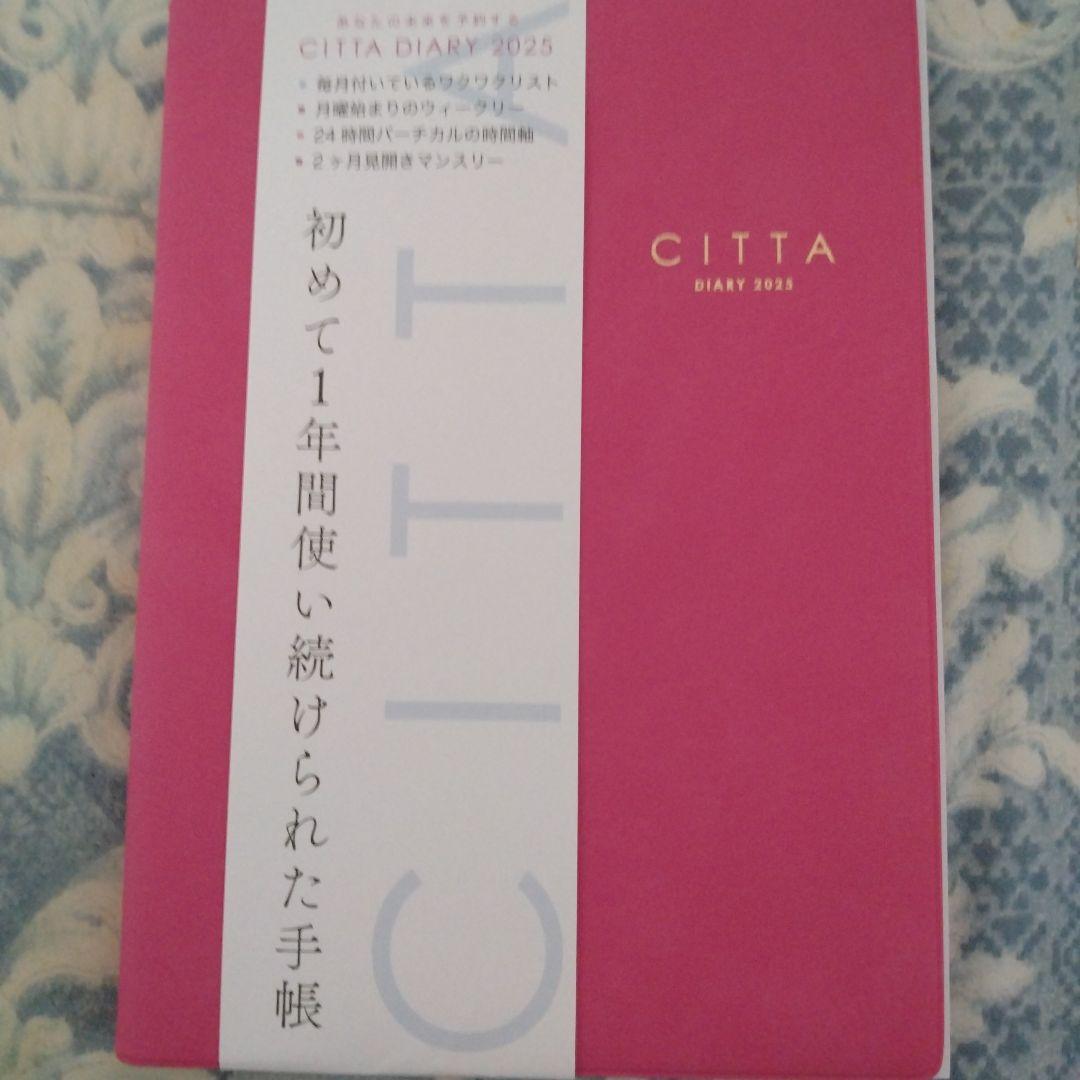 あなたの未来を予約する
CITTA DIARY 2025
毎月付いているワクワクリスト
月曜始まりのウィークリー
24時間バーチカルの時間軸
2ヶ月見開きマンスリー
初めて1年間使い続けられた手帳
CITTA
CITTA
DIARY 2025